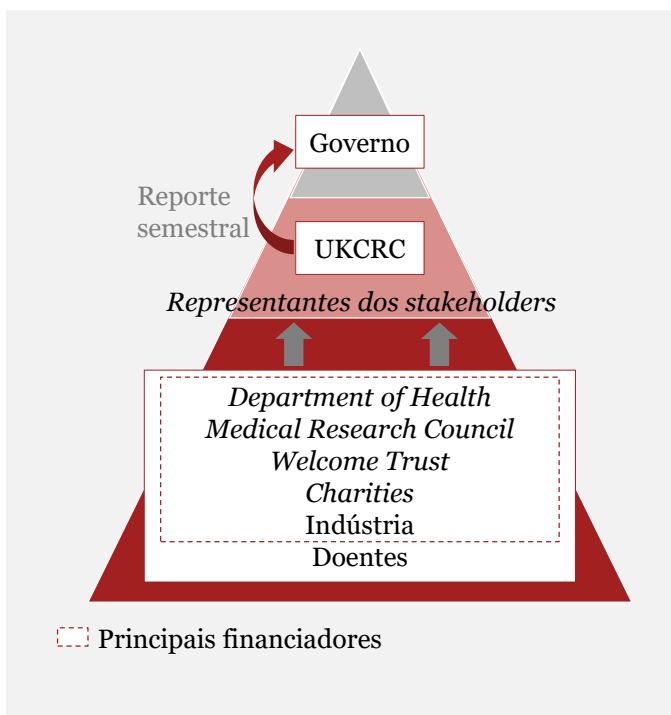 Governo
Reporte
semestral
UKCRC
Representantes dos stakeholders
Department of Health
Medical Research Council
Welcome Trust
Charities
Indústria
Doentes
Principais financiadores